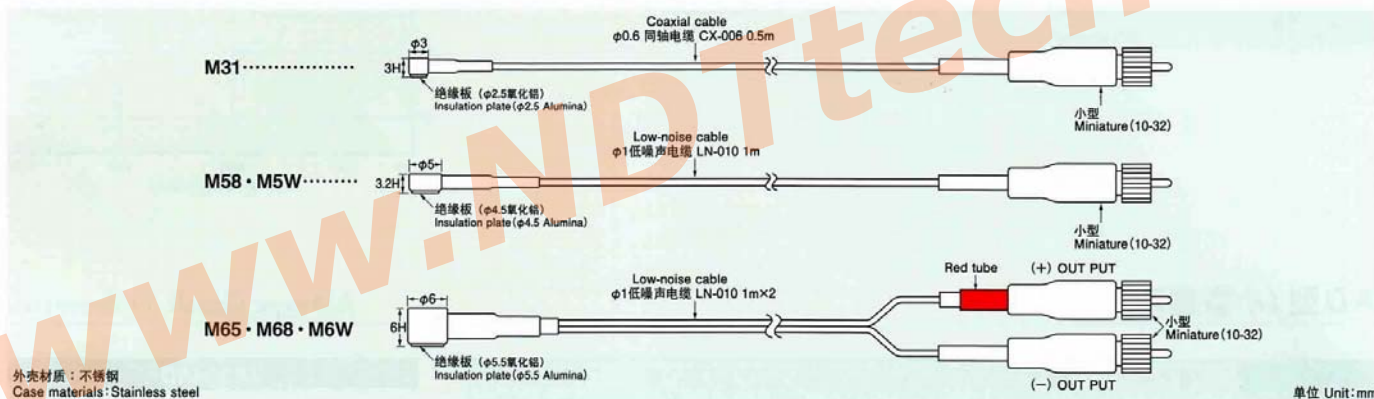 Coaxial cable
φ0.6 同轴电缆 CX-006 0.5m
φ3
M31
3H
绝缘板（φ2.5氧化铝）
Insulation plate(φ2.5 Alumina)
小型
Miniature(10-32)
Low-noise cable
φ1低噪声电缆 LN-010 1m
φ5
M58・M5W
3.2H
绝缘板（φ4.5氧化铝）
Insulation plate(φ4.5 Alumina)
小型
Miniature(10-32)
Low-noise cable
φ1低噪声电缆 LN-010 1m×2
Red tube
(+) OUT PUT
φ6
M65・M68・M6W
6H
小型
Miniature(10-32)
绝缘板（φ5.5氧化铝）
Insulation plate(φ5.5 Alumina)
(−) OUT PUT
外壳材质：不锈钢
Case materials:Stainless steel
单位 Unit:mm
www.NDTtech